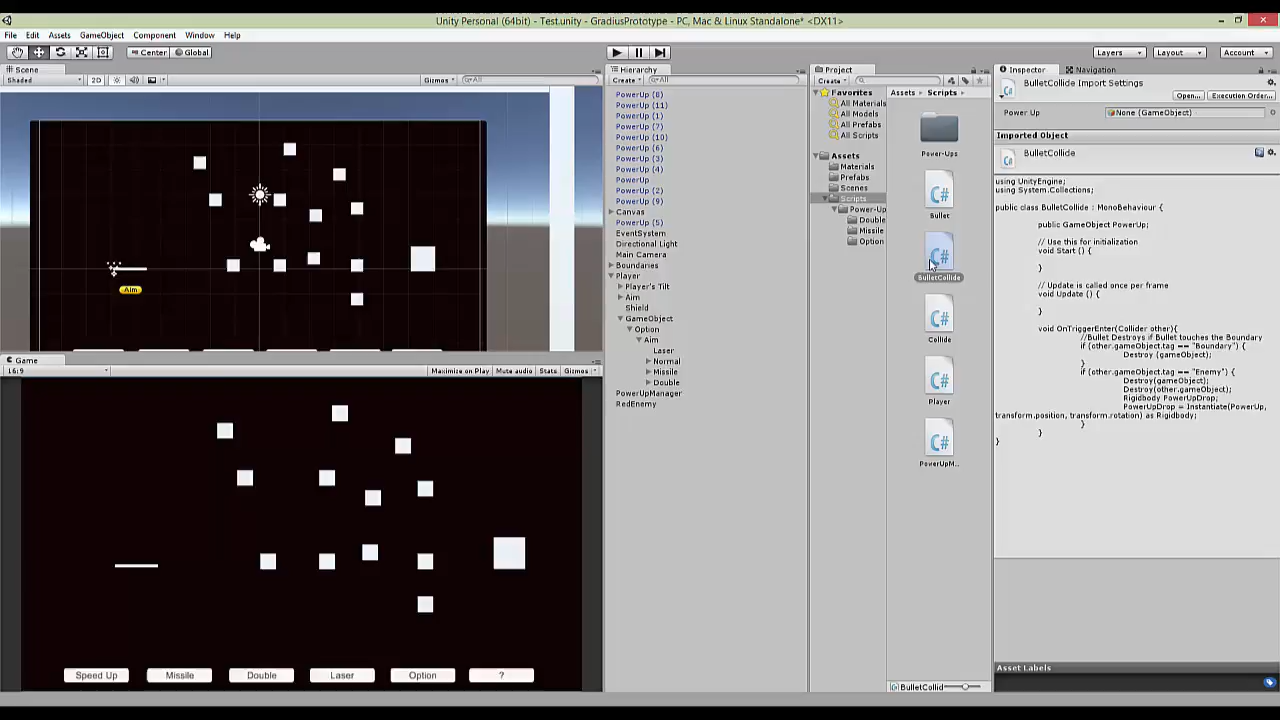 Unity Personal (64bit) - Test.unity - GradiusPrototype - PC, Mac & Linux Standalone* <DX11>
File Edit Assets GameObject Component Window Help
Center Global Layers Layout Account
Scene
Shaded 2D Gizmos All
Aim
Game
16:9 Maximize on Play Mute audio Stats Gizmos
Speed Up Missile Double Laser Option ?
Hierarchy
Create All
PowerUp (8)
PowerUp (11)
PowerUp (1)
PowerUp (7)
PowerUp (10)
PowerUp (6)
PowerUp (3)
PowerUp (4)
PowerUp
PowerUp (2)
PowerUp (9)
Canvas
PowerUp (5)
EventSystem
Directional Light
Main Camera
Boundaries
Player
Player's Tilt
Aim
Shield
GameObject
Option
Aim
Laser
Normal
Missile
Double
PowerUpManager
RedEnemy
Project
Create
Favorites
All Materials
All Models
All Prefabs
All Scripts
Assets
Materials
Prefabs
Scenes
Scripts
Power-Up
Double
Missile
Option
Assets Scripts
Power-Ups
Bullet
BulletCollide
Collide
Player
PowerUpM...
BulletCollid
Inspector Navigation
BulletCollide Import Settings
Open... Execution Order...
Power Up None (GameObject)
Imported Object
BulletCollide
using UnityEngine;
using System.Collections;
public class BulletCollide : MonoBehaviour {
public GameObject PowerUp;
// Use this for initialization
void Start () {
}
// Update is called once per frame
void Update () {
}
void OnTriggerEnter(Collider other){
//Bullet Destroys if Bullet touches the Boundary
if (other.gameObject.tag == "Boundary") {
Destroy (gameObject);
}
if (other.gameObject.tag == "Enemy") {
Destroy(gameObject);
Destroy(other.gameObject);
Rigidbody PowerUpDrop;
PowerUpDrop = Instantiate(PowerUp,
transform.position, transform.rotation) as Rigidbody;
}
}
}
Asset Labels